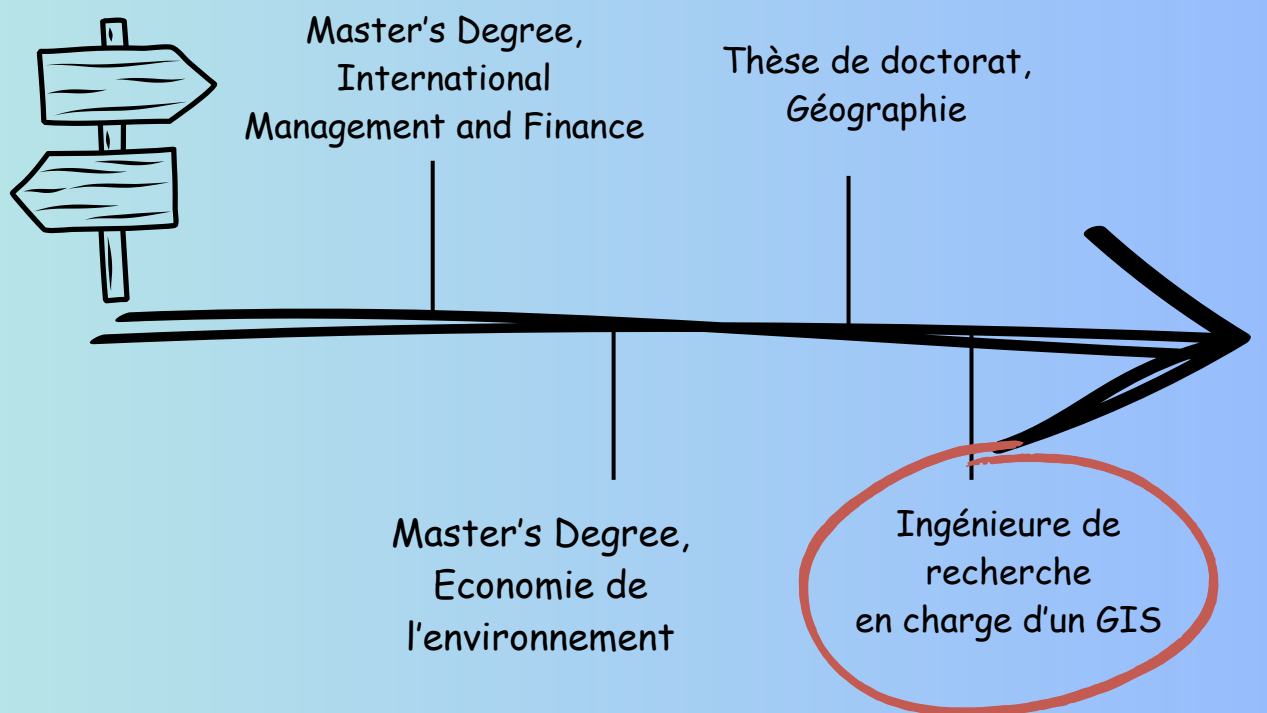 Master's Degree,
International
Management and Finance
Thèse de doctorat,
Géographie
Master's Degree,
Economie de
l'environnement
Ingénieure de
recherche
en charge d'un GIS